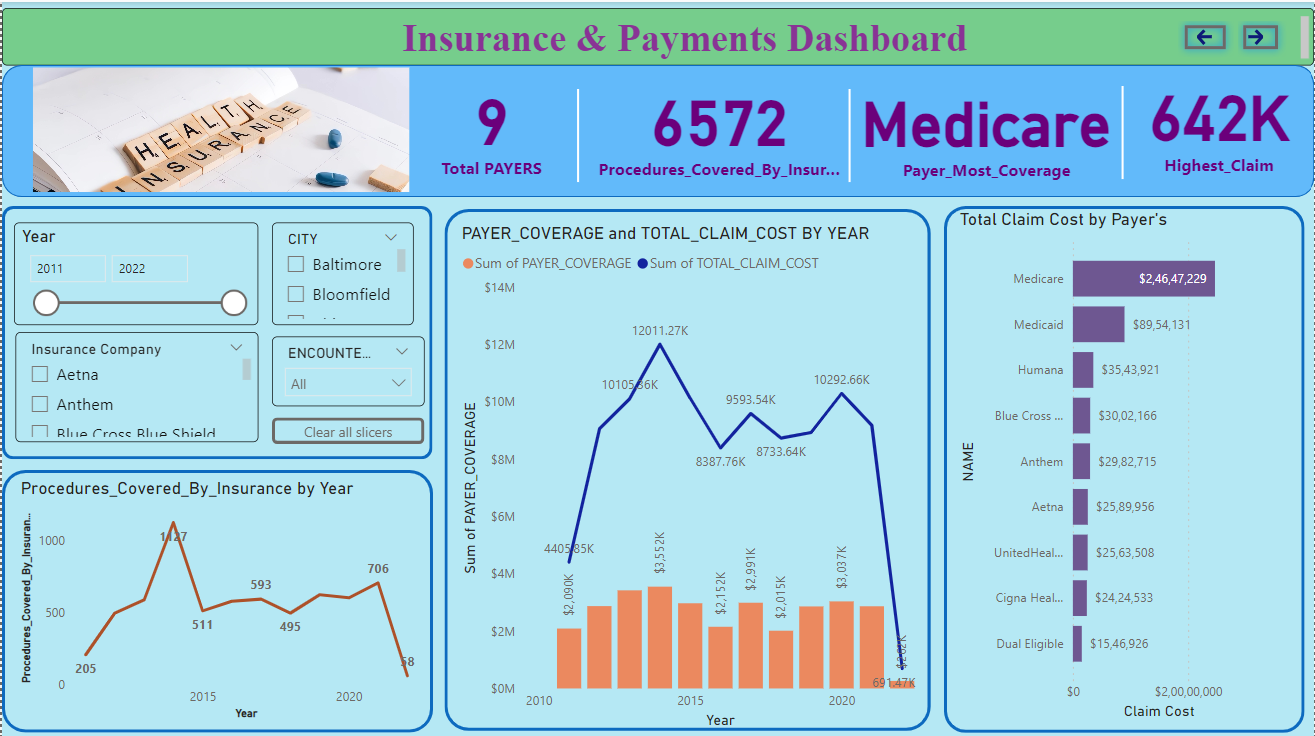 Insurance & Payments Dashboard
HEALTH
INSURANCE
9
Total PAYERS
6572
Procedures_Covered_By_Insur...
Medicare
Payer_Most_Coverage
642K
Highest_Claim
Year
2011 2022
CITY
Baltimore
Bloomfield
Insurance Company
Aetna
Anthem
Blue Cross Blue Shield
ENCOUNTE...
All
Clear all slicers
Procedures_Covered_By_Insurance by Year
Procedures_Covered_By_Insuran...
1000
500
0
205
1127
511
593
495
706
58
2015 2020
Year
PAYER_COVERAGE and TOTAL_CLAIM_COST BY YEAR
Sum of PAYER_COVERAGE Sum of TOTAL_CLAIM_COST
Sum of PAYER_COVERAGE
$14M
$12M
$10M
$8M
$6M
$4M
$2M
$0M
4405.85K
10105.36K
12011.27K
8387.76K
9593.54K
8733.64K
10292.66K
691.47K
$2,090K
$3,552K
$2,152K
$2,991K
$2,015K
$3,037K
2010 2015 2020
Year
Total Claim Cost by Payer's
NAME
Medicare $2,46,47,229
Medicaid $89,54,131
Humana $35,43,921
Blue Cross ... $30,02,166
Anthem $29,82,715
Aetna $25,89,956
UnitedHeal... $25,63,508
Cigna Heal... $24,24,533
Dual Eligible $15,46,926
$0 $2,00,00,000
Claim Cost